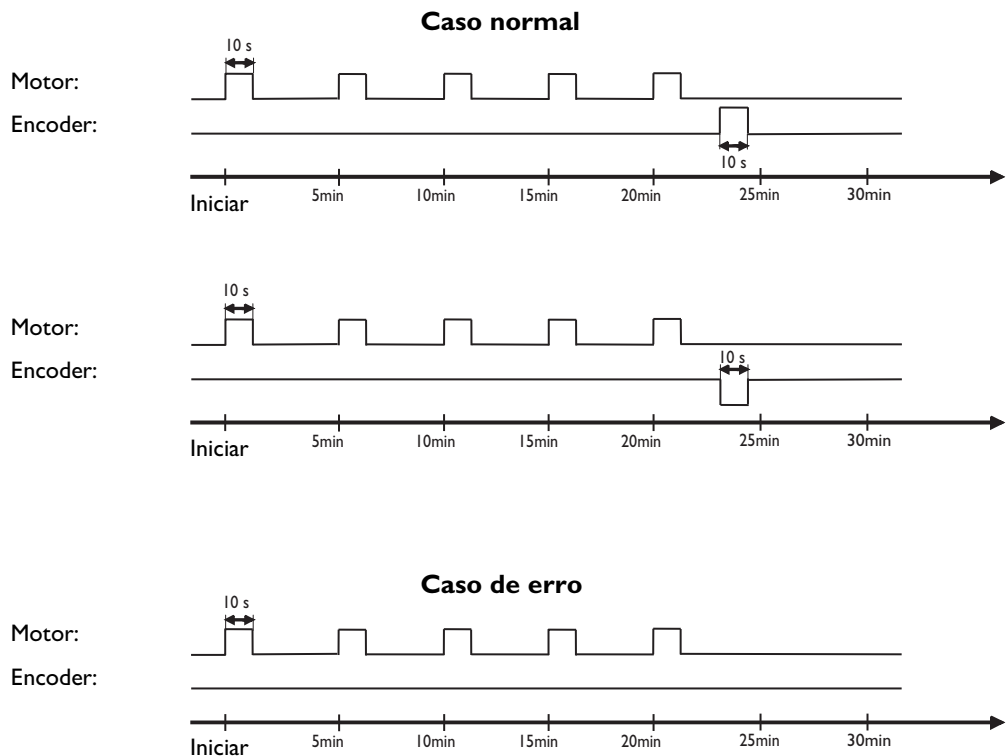 Caso normal
10 s
Motor:
Encoder:
10 s
5min 10min 15min 20min 25min 30min
Iniciar
10 s
Motor:
10 s
Encoder:
5min 10min 15min 20min 25min 30min
Iniciar
Caso de erro
10 s
Motor:
Encoder:
5min 10min 15min 20min 25min 30min
Iniciar